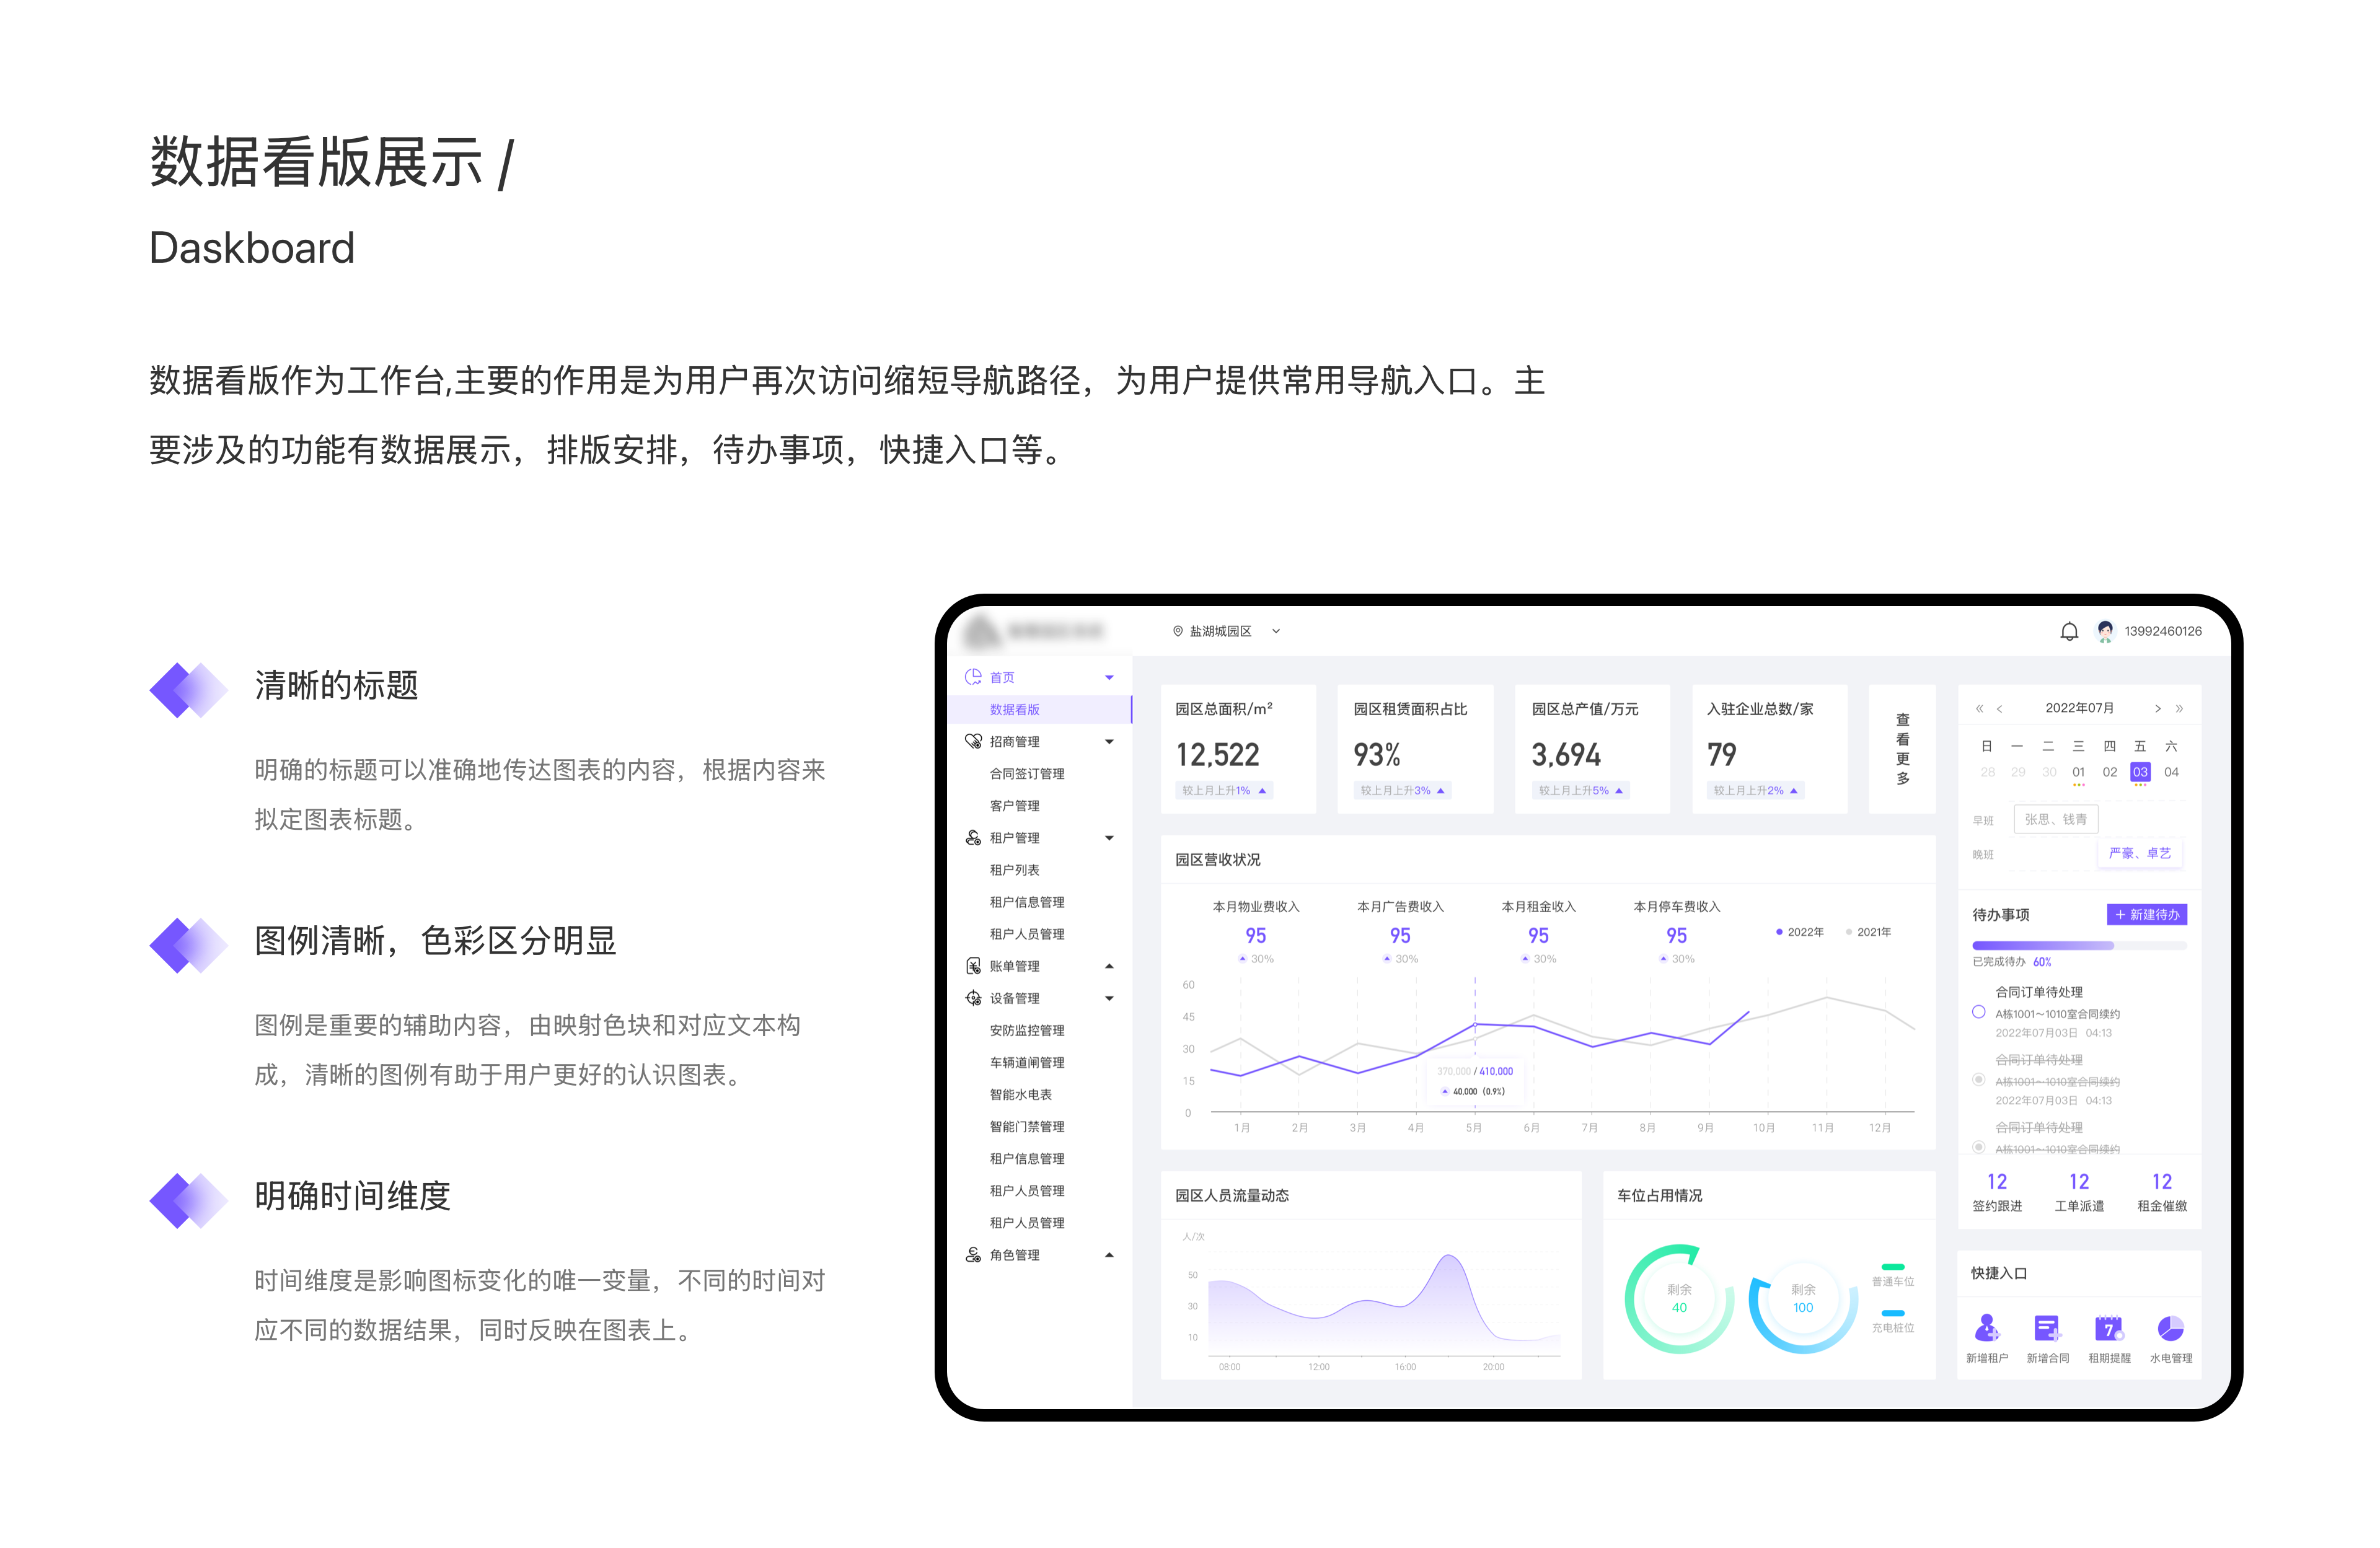 数据看版展示 /
Daskboard
数据看版作为工作台,主要的作用是为用户再次访问缩短导航路径，为用户提供常用导航入口。主
要涉及的功能有数据展示，排版安排，待办事项，快捷入口等。
清晰的标题
明确的标题可以准确地传达图表的内容，根据内容来
拟定图表标题。
图例清晰，色彩区分明显
图例是重要的辅助内容，由映射色块和对应文本构
成，清晰的图例有助于用户更好的认识图表。
明确时间维度
时间维度是影响图标变化的唯一变量，不同的时间对
应不同的数据结果，同时反映在图表上。
盐湖城园区
13992460126
首页
数据看版
招商管理
合同签订管理
客户管理
租户管理
租户列表
租户信息管理
租户人员管理
账单管理
设备管理
安防监控管理
车辆道闸管理
智能水电表
智能门禁管理
租户信息管理
租户人员管理
租户人员管理
角色管理
园区总面积/m²
12,522
较上月上升1%
园区租赁面积占比
93%
较上月上升3%
园区总产值/万元
3,694
较上月上升5%
入驻企业总数/家
79
较上月上升2%
查
看
更
多
园区营收状况
本月物业费收入 本月广告费收入 本月租金收入 本月停车费收入
95 95 95 95
30% 30% 30% 30%
2022年 2021年
60
45
30
15
0
370,000 / 410,000
40,000 (0.9%)
1月 2月 3月 4月 5月 6月 7月 8月 9月 10月 11月 12月
园区人员流量动态
人/次
50
30
10
08:00 12:00 16:00 20:00
车位占用情况
剩余
40
剩余
100
普通车位
充电桩位
« < 2022年07月 > »
日 一 二 三 四 五 六
28 29 30 01 02 03 04
早班 张思、钱青
晚班 严豪、卓艺
待办事项
+ 新建待办
已完成待办 60%
合同订单待处理
A栋1001～1010室合同续约
2022年07月03日 04:13
合同订单待处理
A栋1001～1010室合同续约
2022年07月03日 04:13
合同订单待处理
A栋1001～1010室合同续约
12 12 12
签约跟进 工单派遣 租金催缴
快捷入口
7
新增租户 新增合同 租期提醒 水电管理